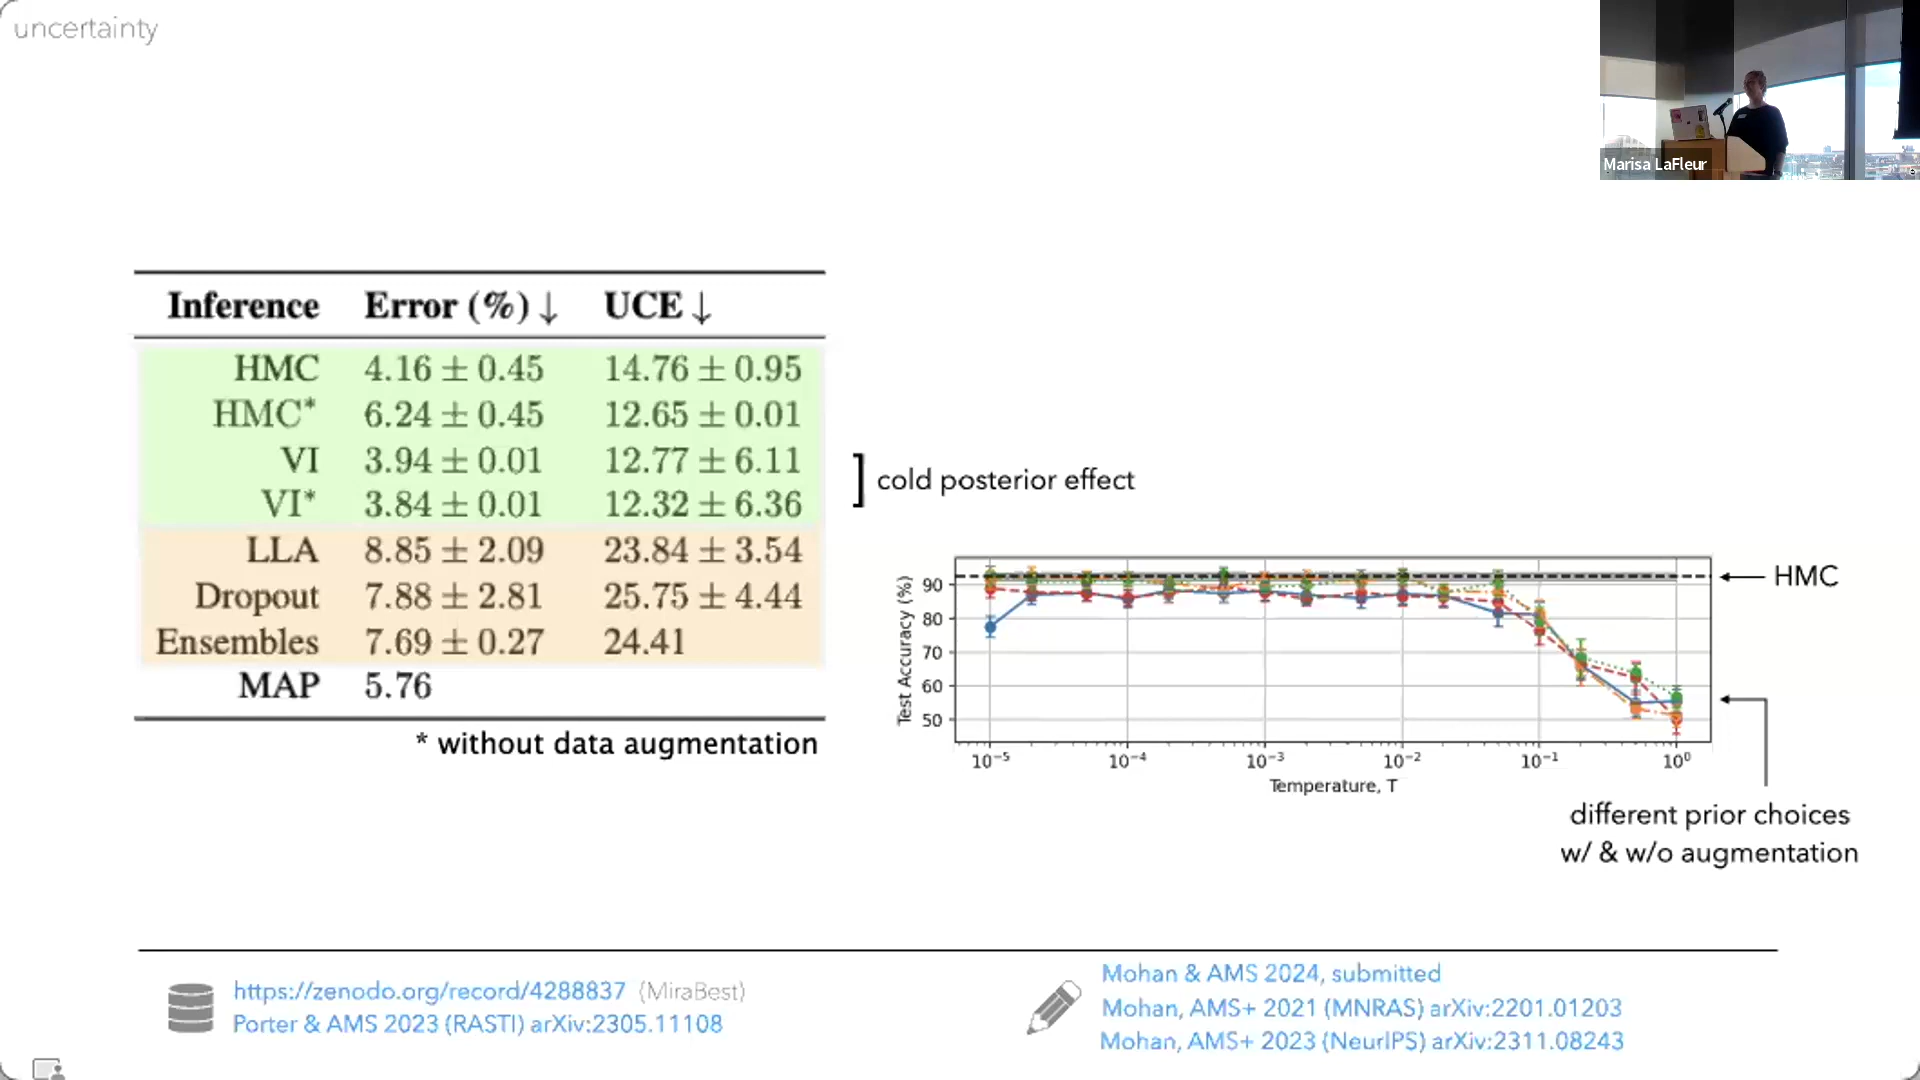 uncertainty
Marisa LaFleur
Inference Error (%) ↓ UCE ↓
HMC 4.16 ± 0.45 14.76 ± 0.95
HMC* 6.24 ± 0.45 12.65 ± 0.01
VI 3.94 ± 0.01 12.77 ± 6.11
VI* 3.84 ± 0.01 12.32 ± 6.36
LLA 8.85 ± 2.09 23.84 ± 3.54
Dropout 7.88 ± 2.81 25.75 ± 4.44
Ensembles 7.69 ± 0.27 24.41
MAP 5.76
* without data augmentation
] cold posterior effect
Test Accuracy (%)
90
80
70
60
50
10⁻⁵ 10⁻⁴ 10⁻³ 10⁻² 10⁻¹ 10⁰
Temperature, T
HMC
different prior choices
w/ & w/o augmentation
https://zenodo.org/record/4288837 (MiraBest)
Porter & AMS 2023 (RASTI) arXiv:2305.11108
Mohan & AMS 2024, submitted
Mohan, AMS+ 2021 (MNRAS) arXiv:2201.01203
Mohan, AMS+ 2023 (NeurIPS) arXiv:2311.08243